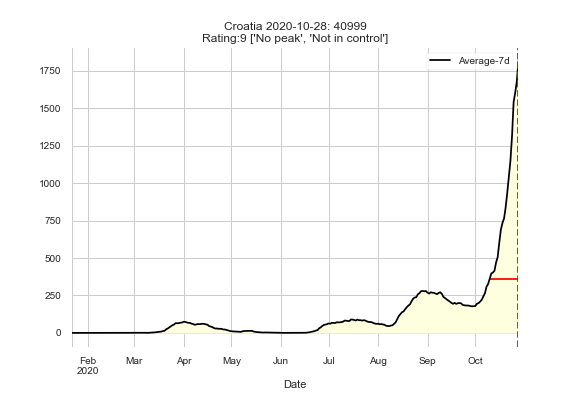 Croatia 2020-10-28: 40999
Rating:9 ['No peak', 'Not in control']
Average-7d
1750
1500
1250
1000
750
500
250
0
Feb Mar Apr May Jun Jul Aug Sep Oct
2020
Date